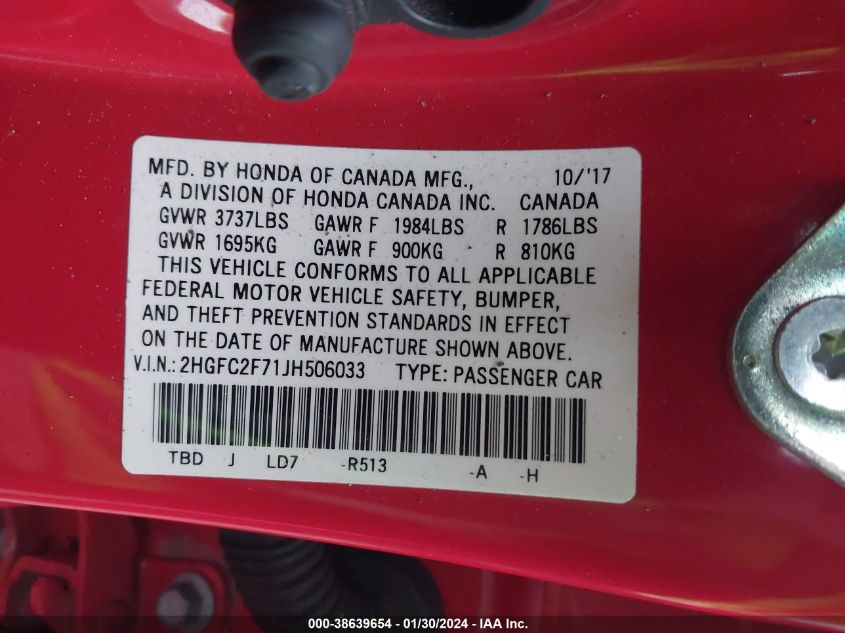 MFD. BY HONDA OF CANADA MFG., 10/'17
A DIVISION OF HONDA CANADA INC. CANADA
GVWR 3737LBS GAWR F 1984LBS R 1786LBS
GVWR 1695KG GAWR F 900KG R 810KG
THIS VEHICLE CONFORMS TO ALL APPLICABLE
FEDERAL MOTOR VEHICLE SAFETY, BUMPER,
AND THEFT PREVENTION STANDARDS IN EFFECT
ON THE DATE OF MANUFACTURE SHOWN ABOVE.
V.I.N.: 2HGFC2F71JH506033 TYPE: PASSENGER CAR
TBD J LD7 -R513 -A -H
000-38639654 — 01/30/2024 — IAA Inc.